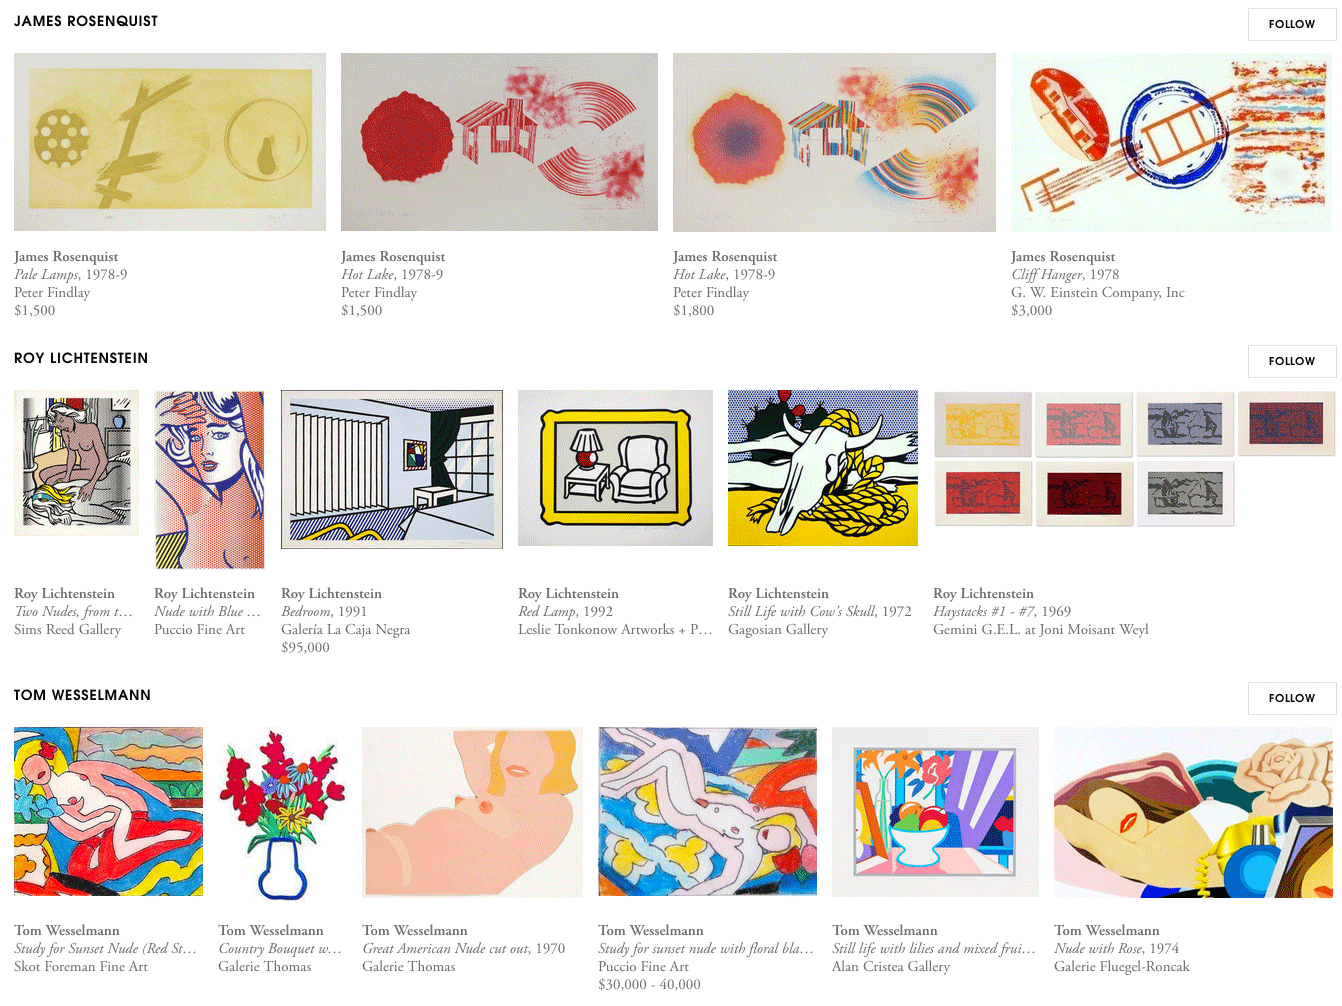 JAMES ROSENQUIST
FOLLOW
James Rosenquist
Pale Lamps, 1978-9
Peter Findlay
$1,500
James Rosenquist
Hot Lake, 1978-9
Peter Findlay
$1,500
James Rosenquist
Hot Lake, 1978-9
Peter Findlay
$1,800
James Rosenquist
Cliff Hanger, 1978
G. W. Einstein Company, Inc
$3,000
ROY LICHTENSTEIN
FOLLOW
Roy Lichtenstein
Two Nudes, from t...
Sims Reed Gallery
Roy Lichtenstein
Nude with Blue ...
Puccio Fine Art
Roy Lichtenstein
Bedroom, 1991
Galería La Caja Negra
$95,000
Roy Lichtenstein
Red Lamp, 1992
Leslie Tonkonow Artworks + P...
Roy Lichtenstein
Still Life with Cow's Skull, 1972
Gagosian Gallery
Roy Lichtenstein
Haystacks #1 - #7, 1969
Gemini G.E.L. at Joni Moisant Weyl
TOM WESSELMANN
FOLLOW
Tom Wesselmann
Study for Sunset Nude (Red St...
Skot Foreman Fine Art
Tom Wesselmann
Country Bouquet w...
Galerie Thomas
Tom Wesselmann
Great American Nude cut out, 1970
Galerie Thomas
Tom Wesselmann
Study for sunset nude with floral bla...
Puccio Fine Art
$30,000 - 40,000
Tom Wesselmann
Still life with lilies and mixed frui...
Alan Cristea Gallery
Tom Wesselmann
Nude with Rose, 1974
Galerie Fluegel-Roncak